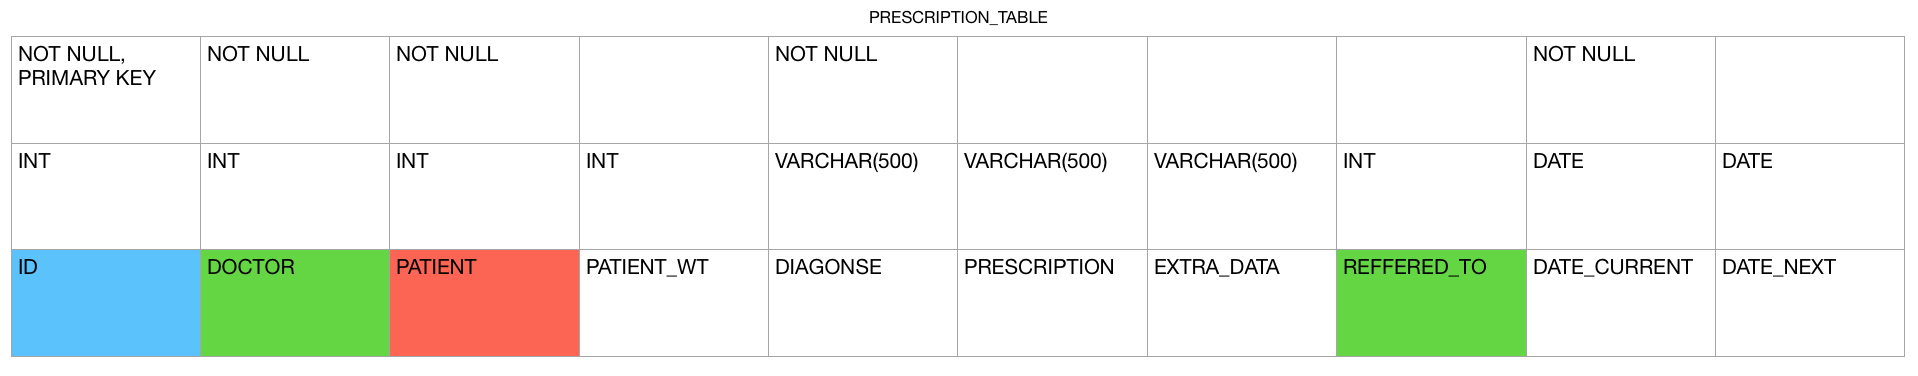 PRESCRIPTION_TABLE
NOT NULL,
PRIMARY KEY
NOT NULL
NOT NULL
NOT NULL
NOT NULL
INT
INT
INT
INT
VARCHAR(500)
VARCHAR(500)
VARCHAR(500)
INT
DATE
DATE
ID
DOCTOR
PATIENT
PATIENT_WT
DIAGONSE
PRESCRIPTION
EXTRA_DATA
REFFERED_TO
DATE_CURRENT
DATE_NEXT